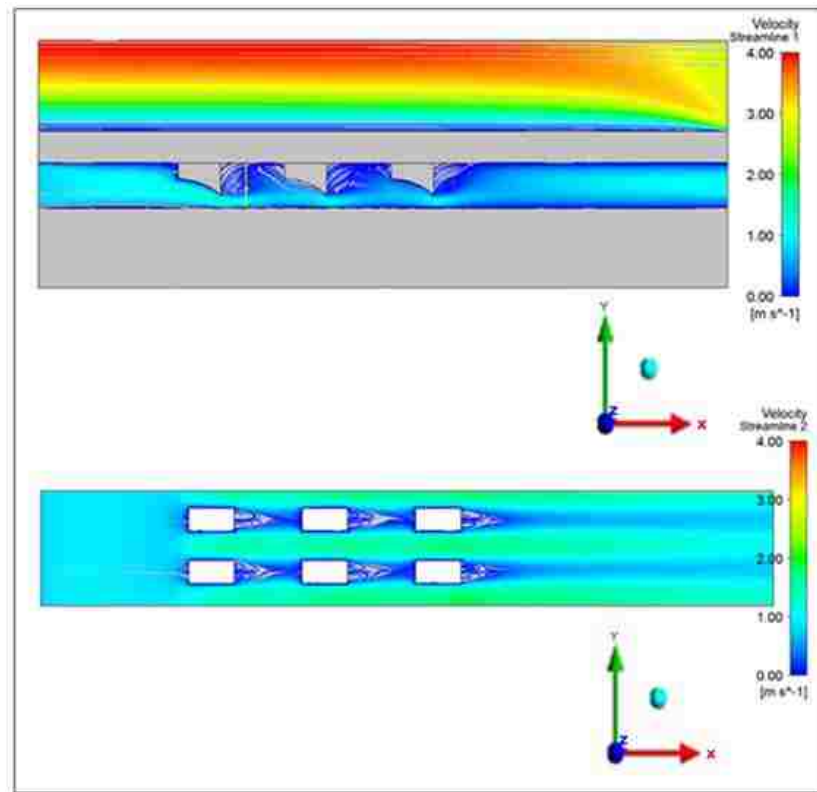 Velocity
Streamline 1
4.00
3.00
2.00
1.00
0.00
[m s^-1]
Y
Z
X
Velocity
Streamline 2
4.00
3.00
2.00
1.00
0.00
[m s^-1]
Y
Z
X